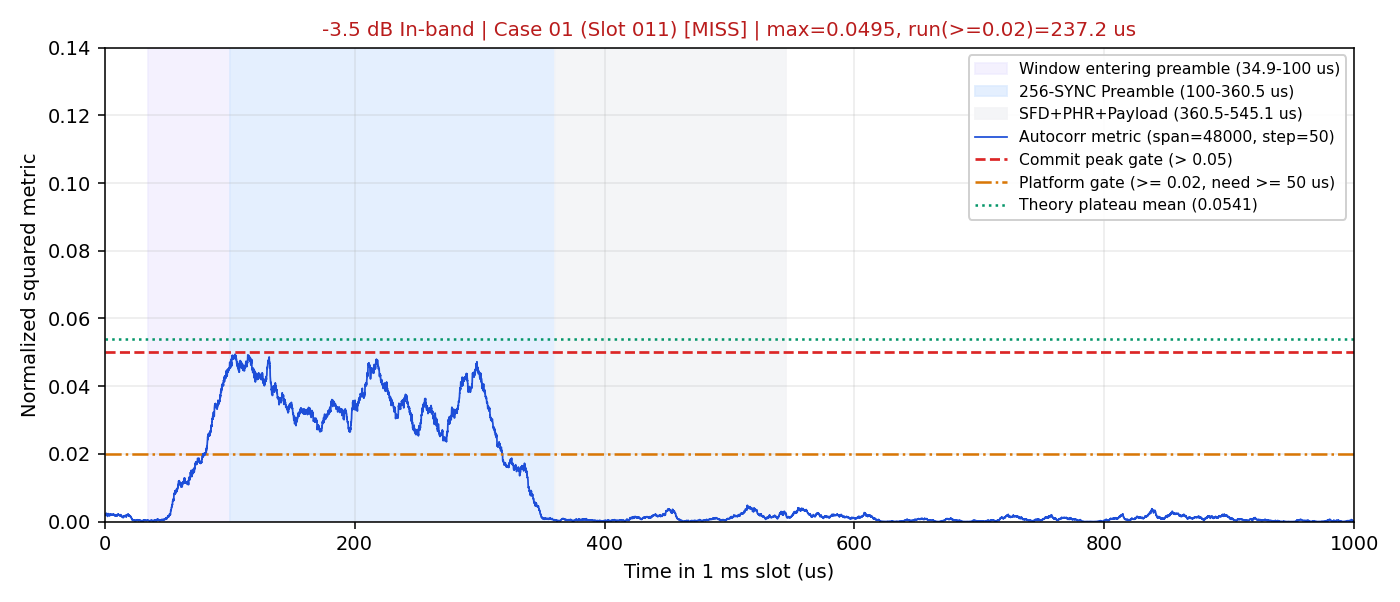 -3.5 dB In-band | Case 01 (Slot 011) [MISS] | max=0.0495, run(>=0.02)=237.2 us
Normalized squared metric
0.14
0.12
0.10
0.08
0.06
0.04
0.02
0.00
Window entering preamble (34.9-100 us)
256-SYNC Preamble (100-360.5 us)
SFD+PHR+Payload (360.5-545.1 us)
Autocorr metric (span=48000, step=50)
Commit peak gate (> 0.05)
Platform gate (>= 0.02, need >= 50 us)
Theory plateau mean (0.0541)
0 200 400 600 800 1000
Time in 1 ms slot (us)